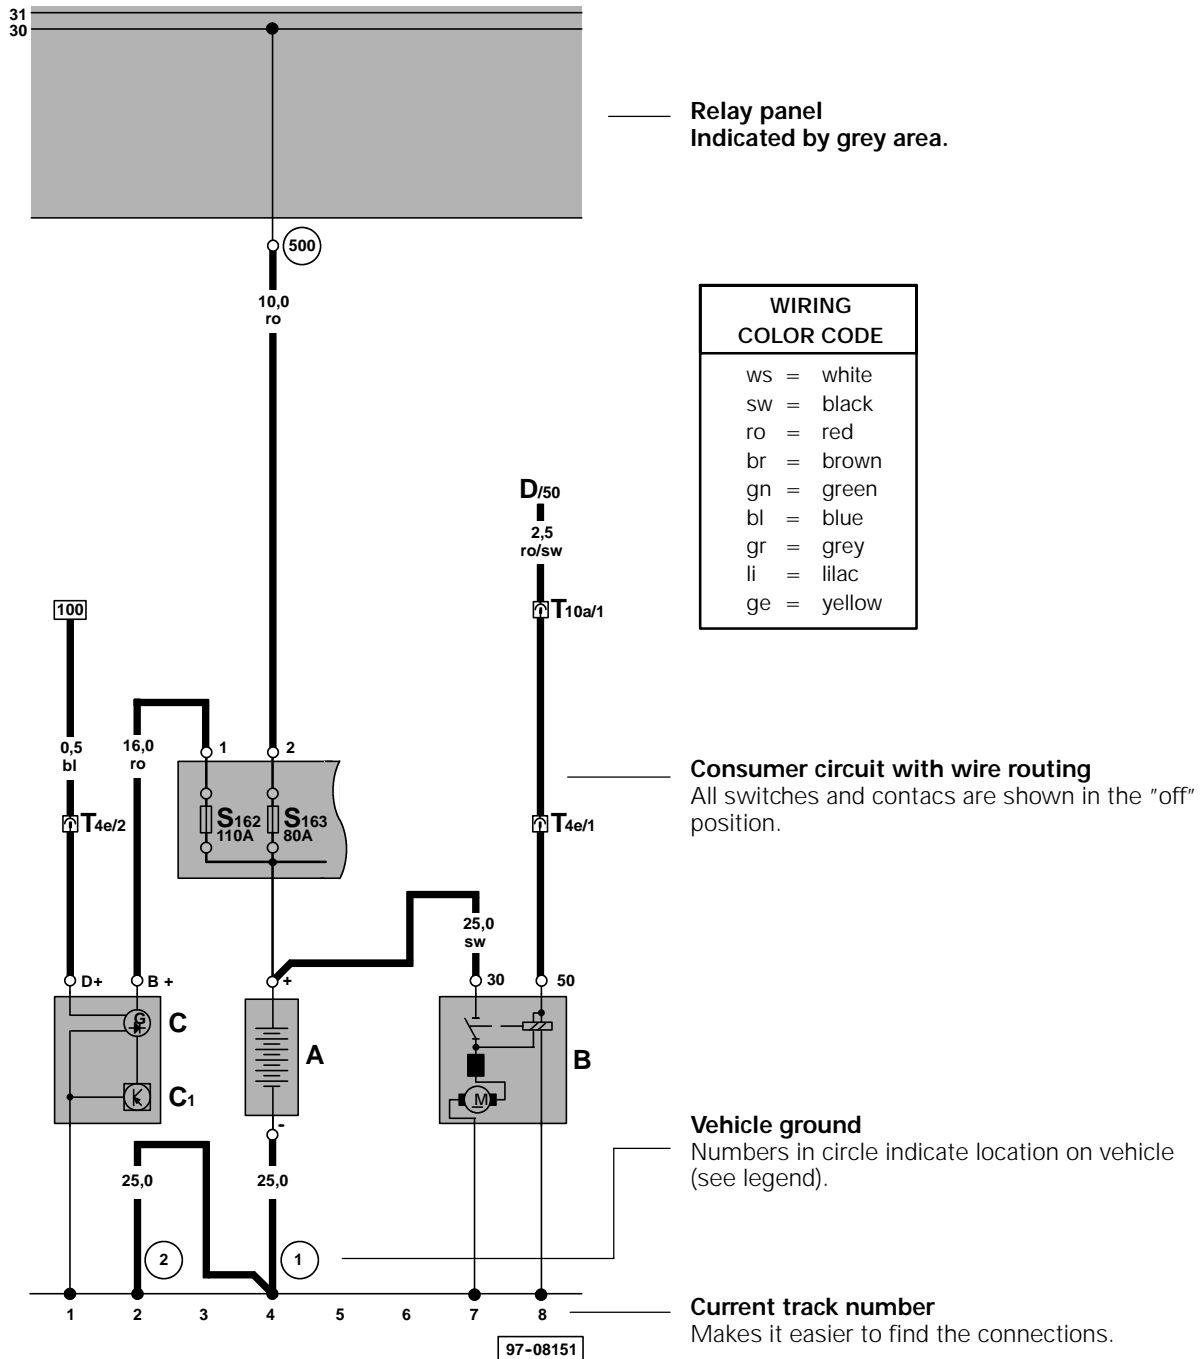 31
30
Relay panel
Indicated by grey area.
500
10,0
ro
WIRING
COLOR CODE
ws = white
sw = black
ro = red
br = brown
gn = green
bl = blue
gr = grey
li = lilac
ge = yellow
D/50
2,5
ro/sw
100
T10a/1
0,5
bl
16,0
ro
1
2
S162
110A
S163
80A
T4e/2
T4e/1
Consumer circuit with wire routing
All switches and contacs are shown in the "off"
position.
25,0
sw
D+
B +
+
30
50
G
C
A
B
C1
M
-
25,0
25,0
Vehicle ground
Numbers in circle indicate location on vehicle
(see legend).
2
1
1 2 3 4 5 6 7 8
Current track number
Makes it easier to find the connections.
97-08151